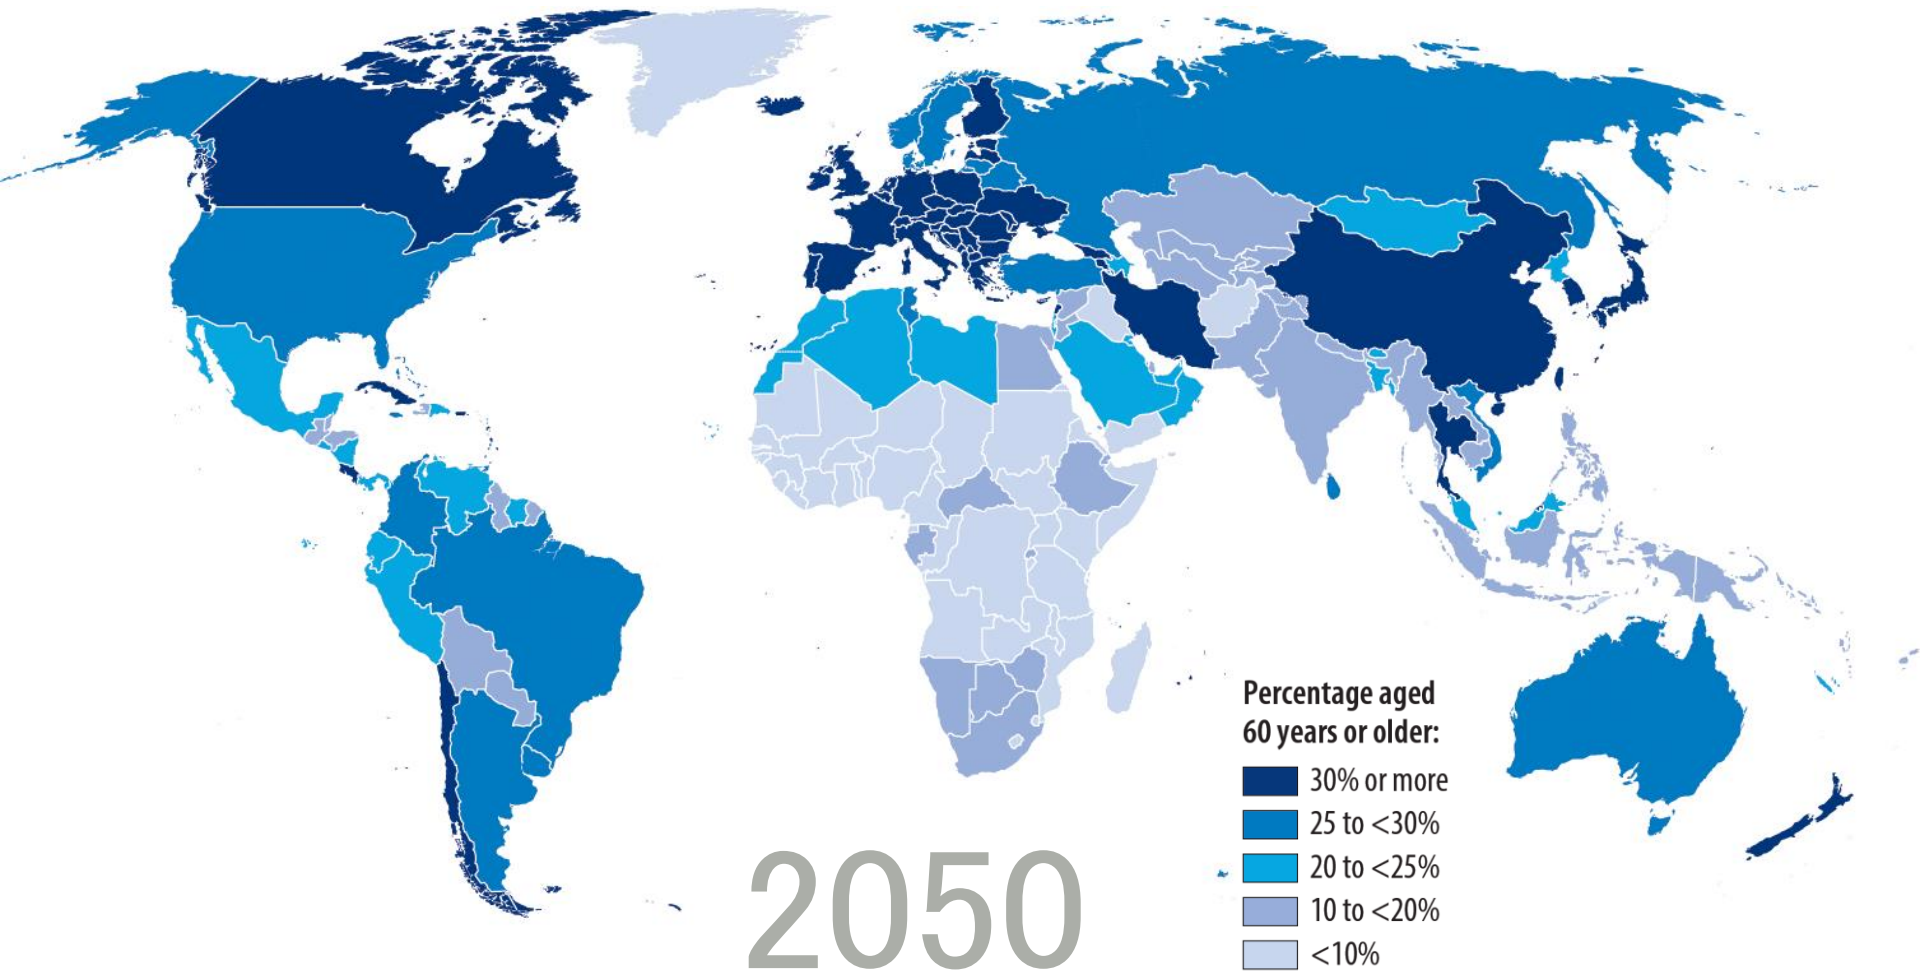 Percentage aged
60 years or older:
30% or more
25 to <30%
20 to <25%
10 to <20%
<10%
2050